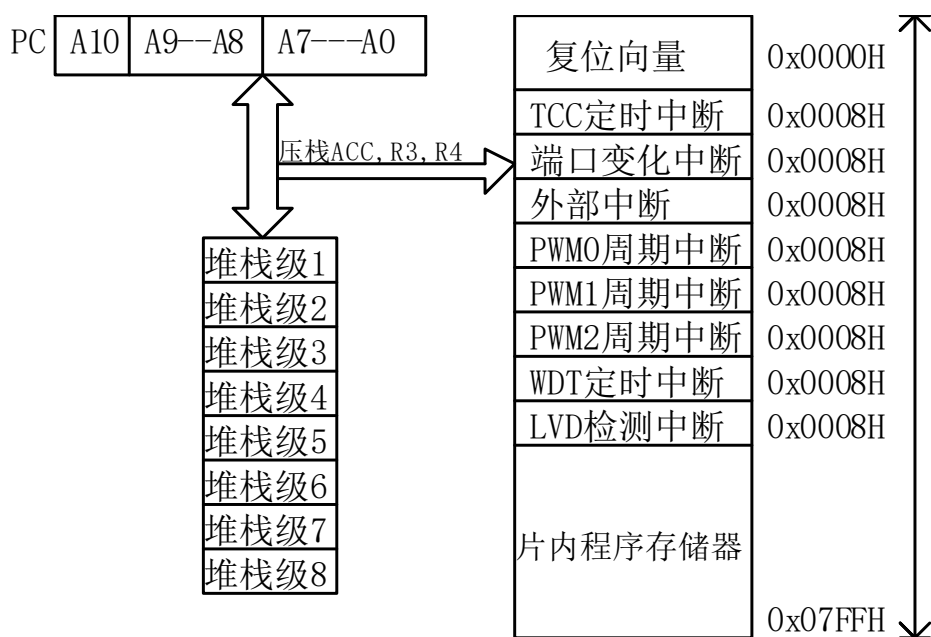 PC A10 A9--A8 A7---A0
压栈ACC,R3,R4
堆栈级1
堆栈级2
堆栈级3
堆栈级4
堆栈级5
堆栈级6
堆栈级7
堆栈级8
复位向量 0x0000H
TCC定时中断 0x0008H
端口变化中断 0x0008H
外部中断 0x0008H
PWM0周期中断 0x0008H
PWM1周期中断 0x0008H
PWM2周期中断 0x0008H
WDT定时中断 0x0008H
LVD检测中断 0x0008H
片内程序存储器
0x07FFH